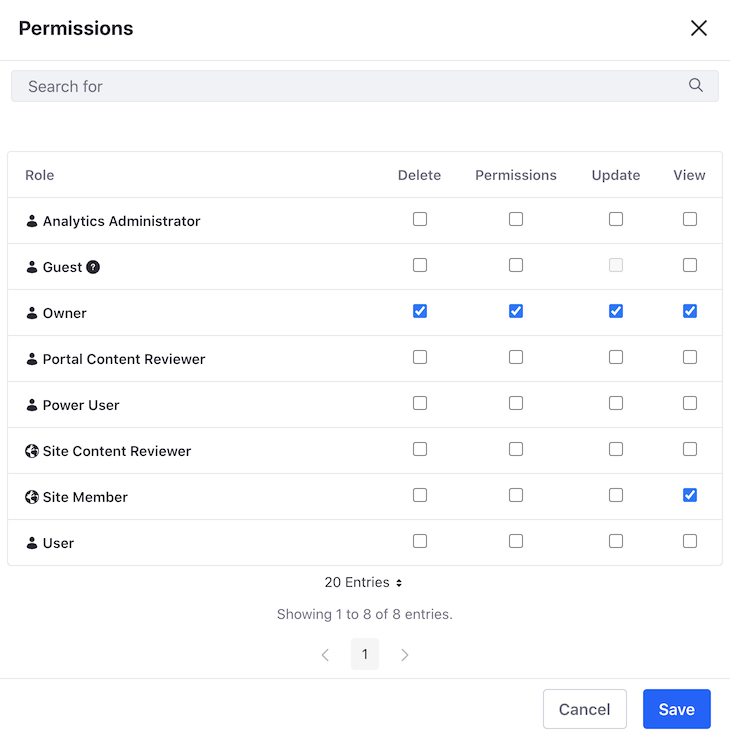 Permissions
Search for
Role Delete Permissions Update View
Analytics Administrator
Guest ?
Owner
Portal Content Reviewer
Power User
Site Content Reviewer
Site Member
User
20 Entries
Showing 1 to 8 of 8 entries.
1
Cancel Save